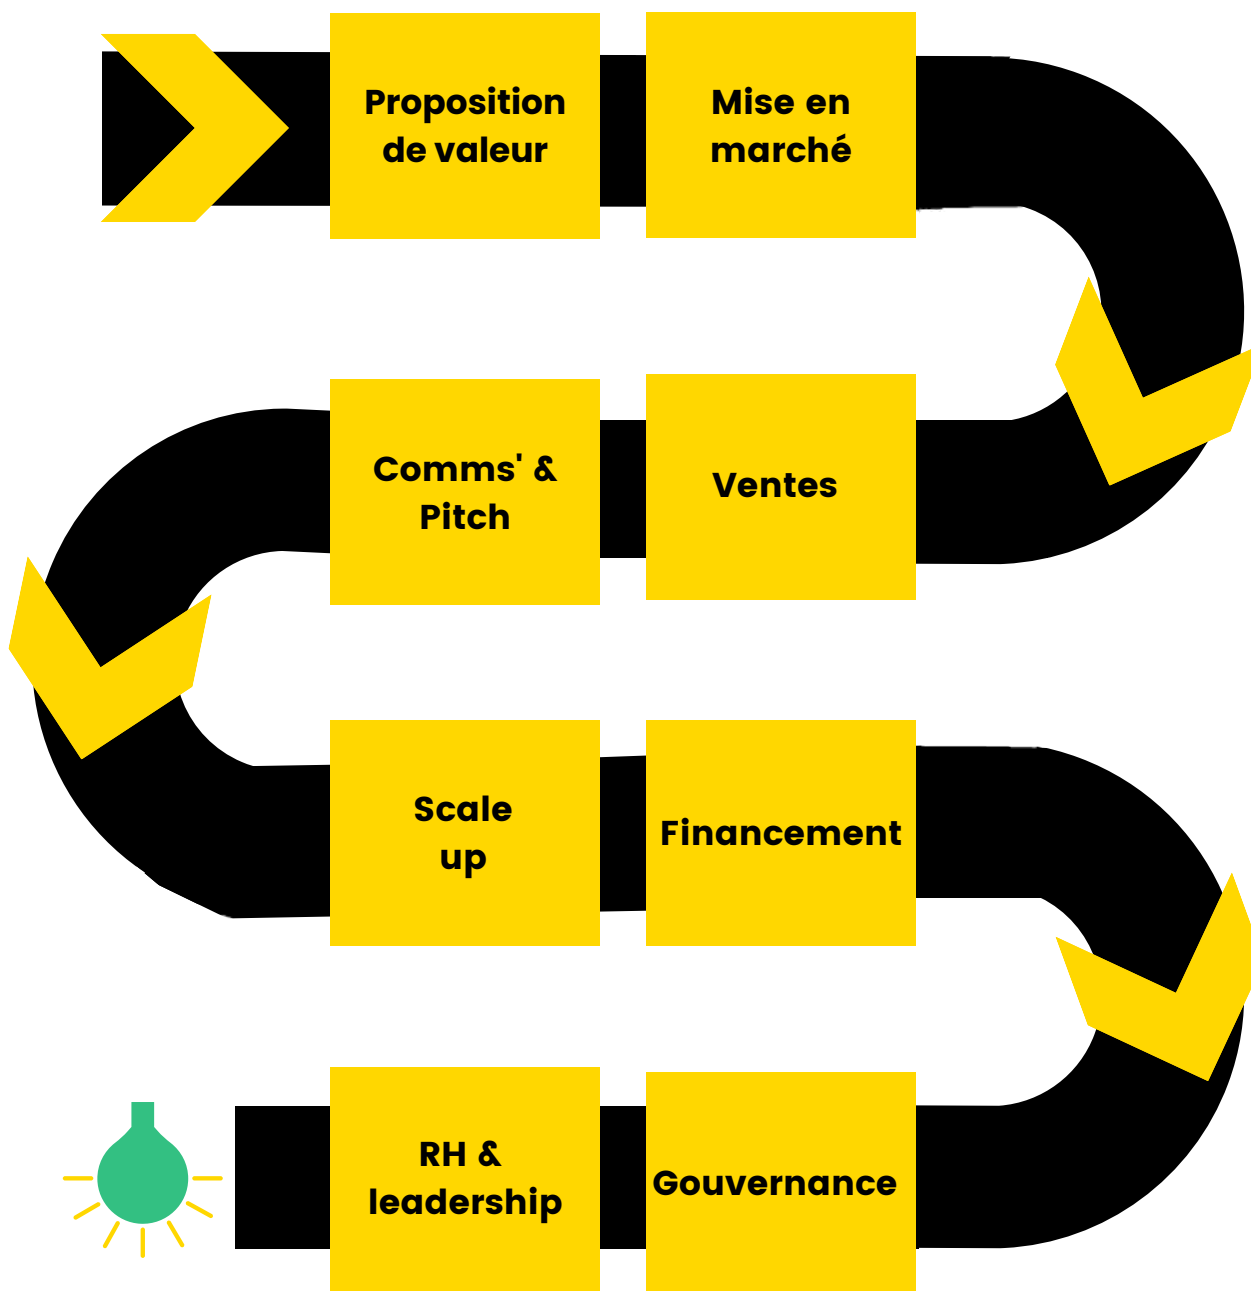 Proposition
de valeur
Mise en
marché
Ventes
Comms' &
Pitch
Scale
up
Financement
Gouvernance
RH &
leadership